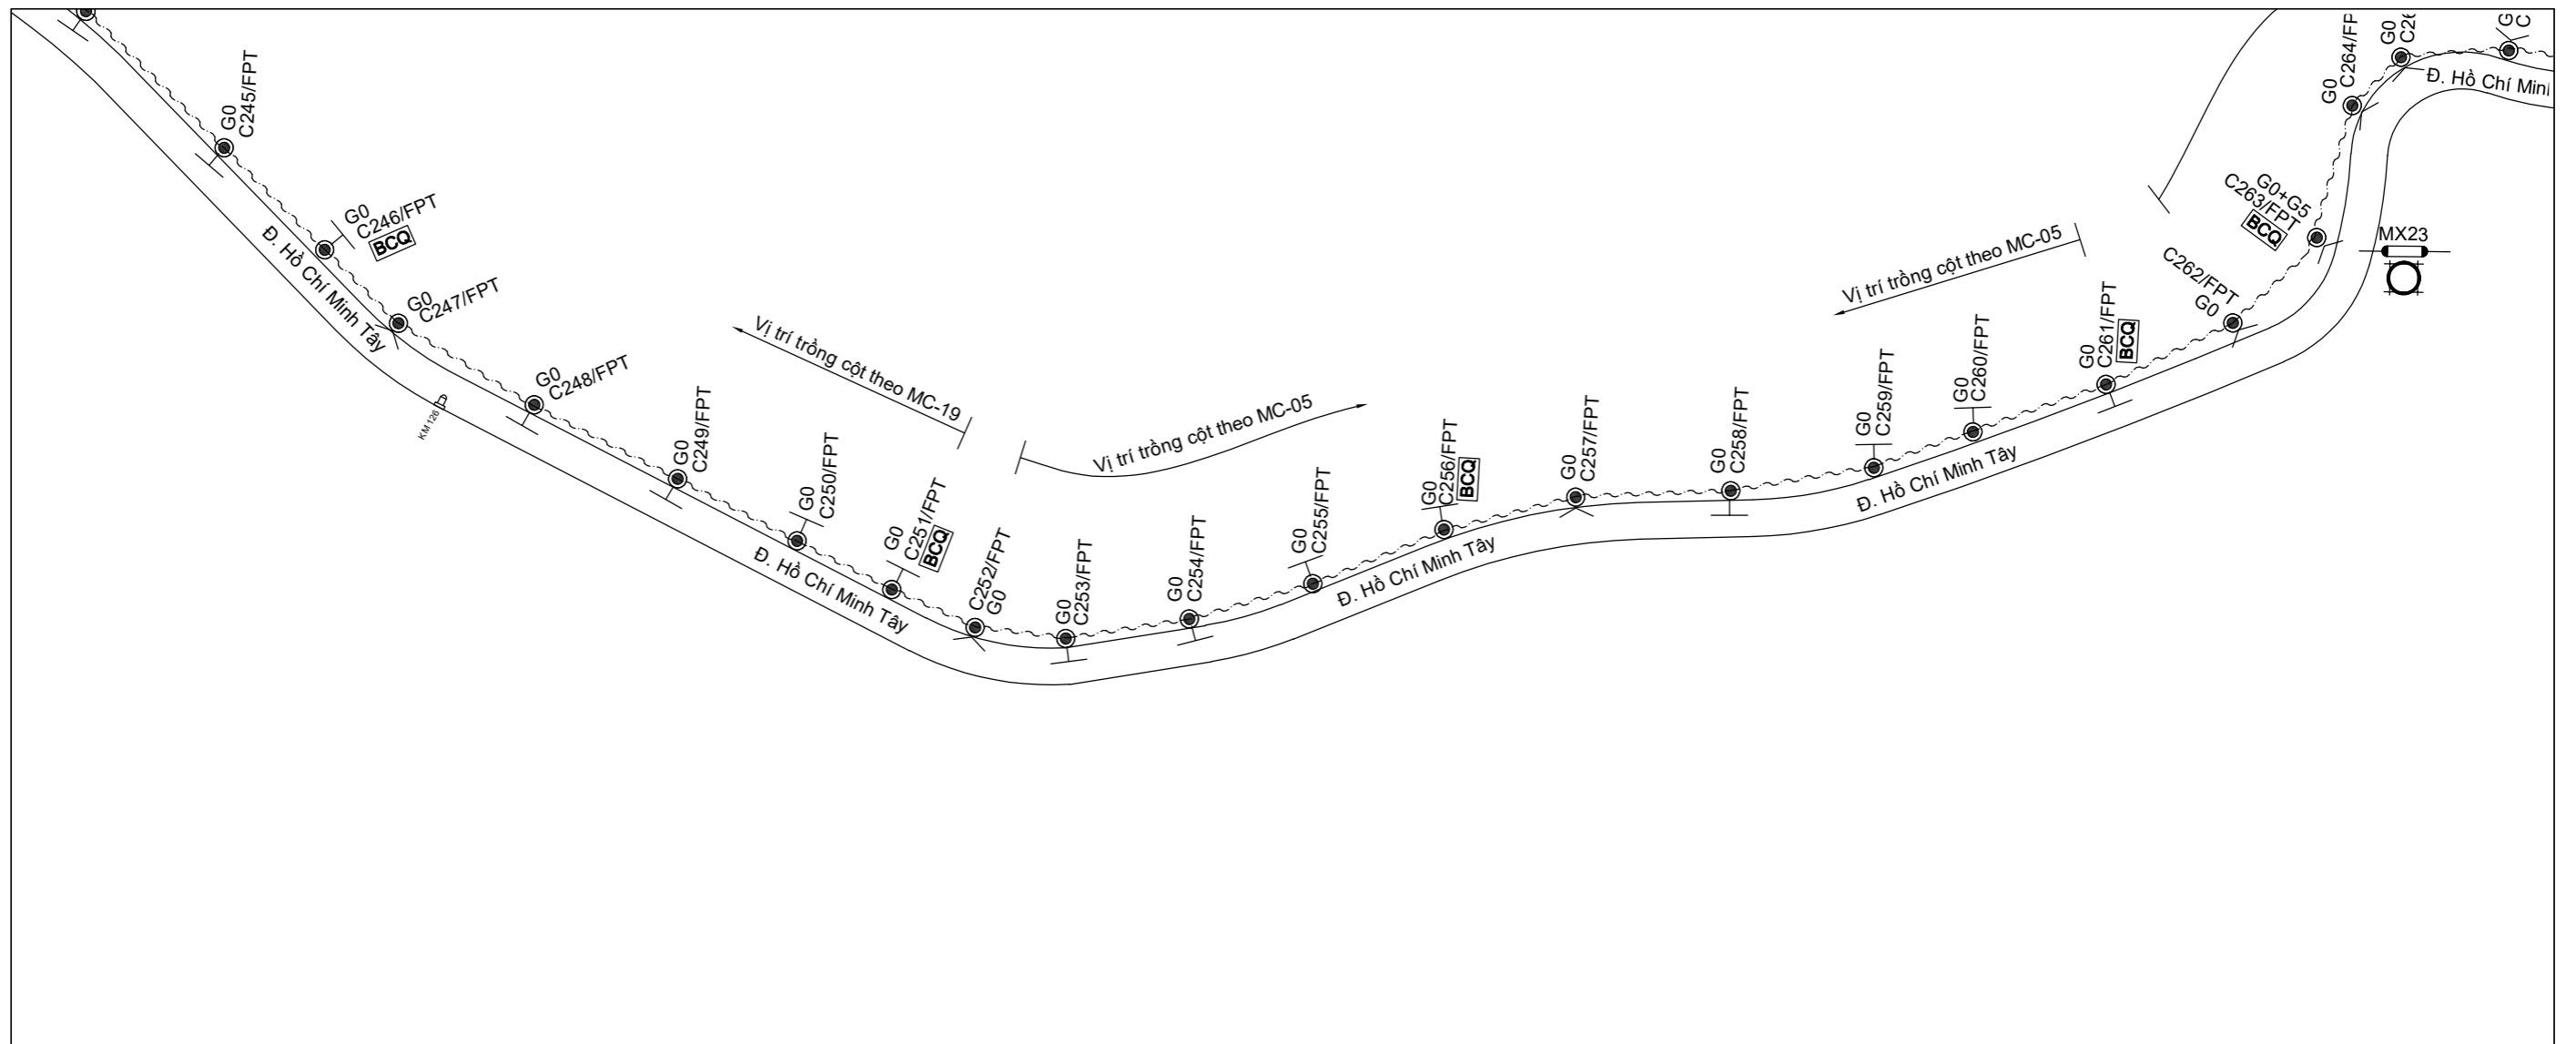 G0
C245/FPT
G0
C246/FPT
BCQ
Đ. Hồ Chí Minh Tây
G0
C247/FPT
KM 126
G0
C248/FPT
G0
C249/FPT
Vị trí trồng cột theo MC-19
G0
C250/FPT
G0
C251/FPT
BCQ
Đ. Hồ Chí Minh Tây
C252/FPT
G0
G0
C253/FPT
Vị trí trồng cột theo MC-05
G0
C254/FPT
G0
C255/FPT
Đ. Hồ Chí Minh Tây
G0
C256/FPT
BCQ
G0
C257/FPT
G0
C258/FPT
G0
C259/FPT
Đ. Hồ Chí Minh Tây
Vị trí trồng cột theo MC-05
G0
C260/FPT
G0
C261/FPT
BCQ
C262/FPT
G0
G0+G5
C263/FPT
BCQ
MX23
G0
C264/FP
G0
C26
Đ. Hồ Chí Minh
G
C